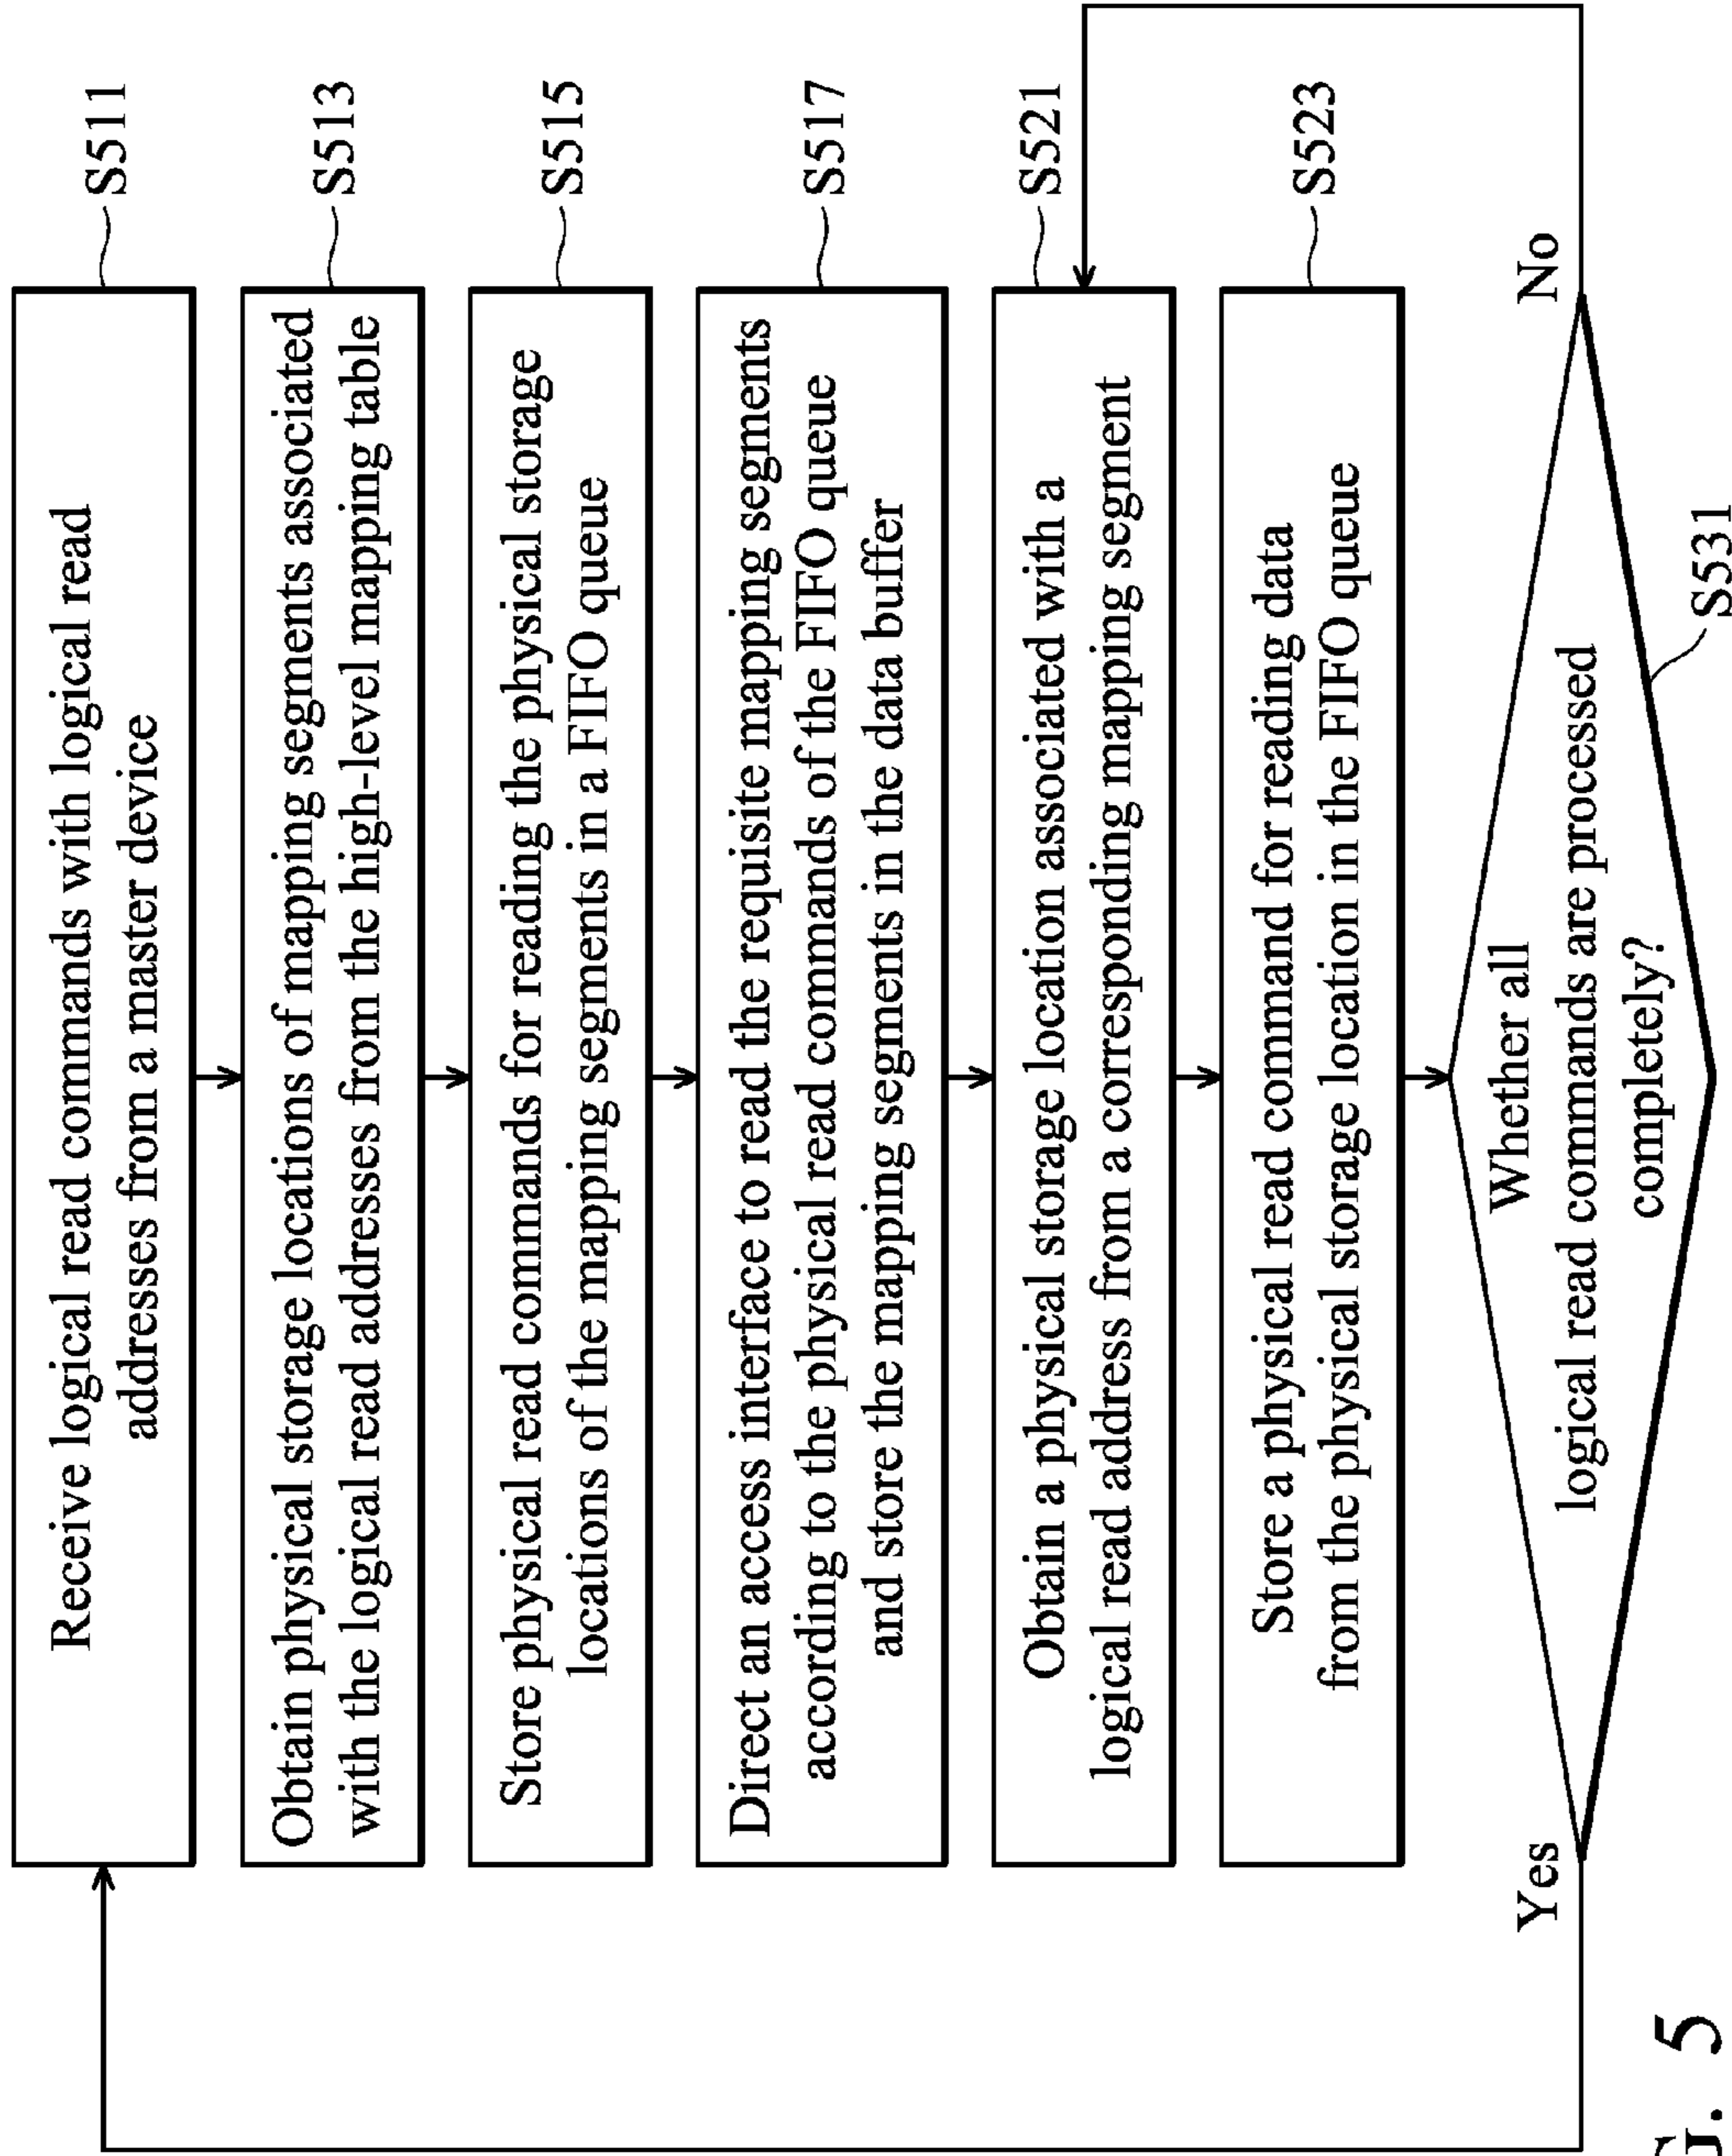 Receive logical read commands with logical read
addresses from a master device
S511
Obtain physical storage locations of mapping segments associated
with the logical read addresses from the high-level mapping table
S513
Store physical read commands for reading the physical storage
locations of the mapping segments in a FIFO queue
S515
Direct an access interface to read the requisite mapping segments
according to the physical read commands of the FIFO queue
and store the mapping segments in the data buffer
S517
Obtain a physical storage location associated with a
logical read address from a corresponding mapping segment
S521
Store a physical read command for reading data
from the physical storage location in the FIFO queue
S523
Yes
Whether all
logical read commands are processed
completely?
No
S531
G. 5